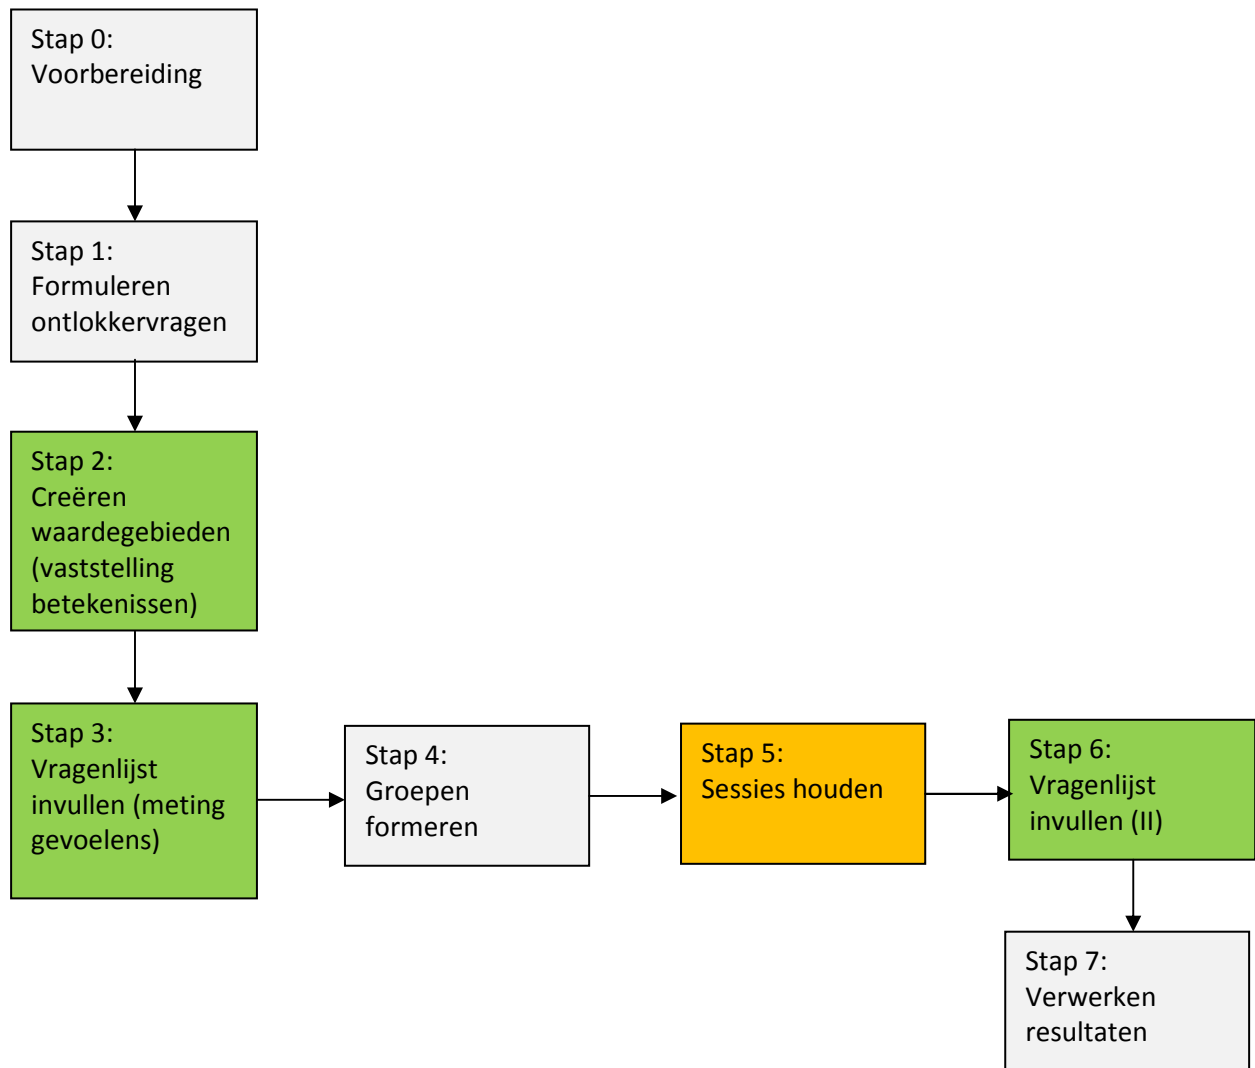 Stap 0:
Voorbereiding
Stap 1:
Formuleren
ontlokkervragen
Stap 2:
Creëren
waardegebieden
(vaststelling
betekenissen)
Stap 3:
Vragenlijst
invullen (meting
gevoelens)
Stap 4:
Groepen
formeren
Stap 5:
Sessies houden
Stap 6:
Vragenlijst
invullen (II)
Stap 7:
Verwerken
resultaten